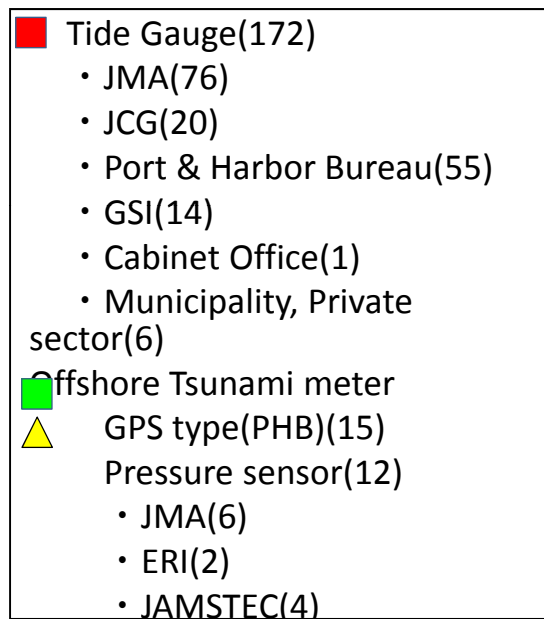 Tide Gauge(172)
・JMA(76)
・JCG(20)
・Port & Harbor Bureau(55)
・GSI(14)
・Cabinet Office(1)
・Municipality, Private
sector(6)
Offshore Tsunami meter
GPS type(PHB)(15)
Pressure sensor(12)
・JMA(6)
・ERI(2)
・JAMSTEC(4)